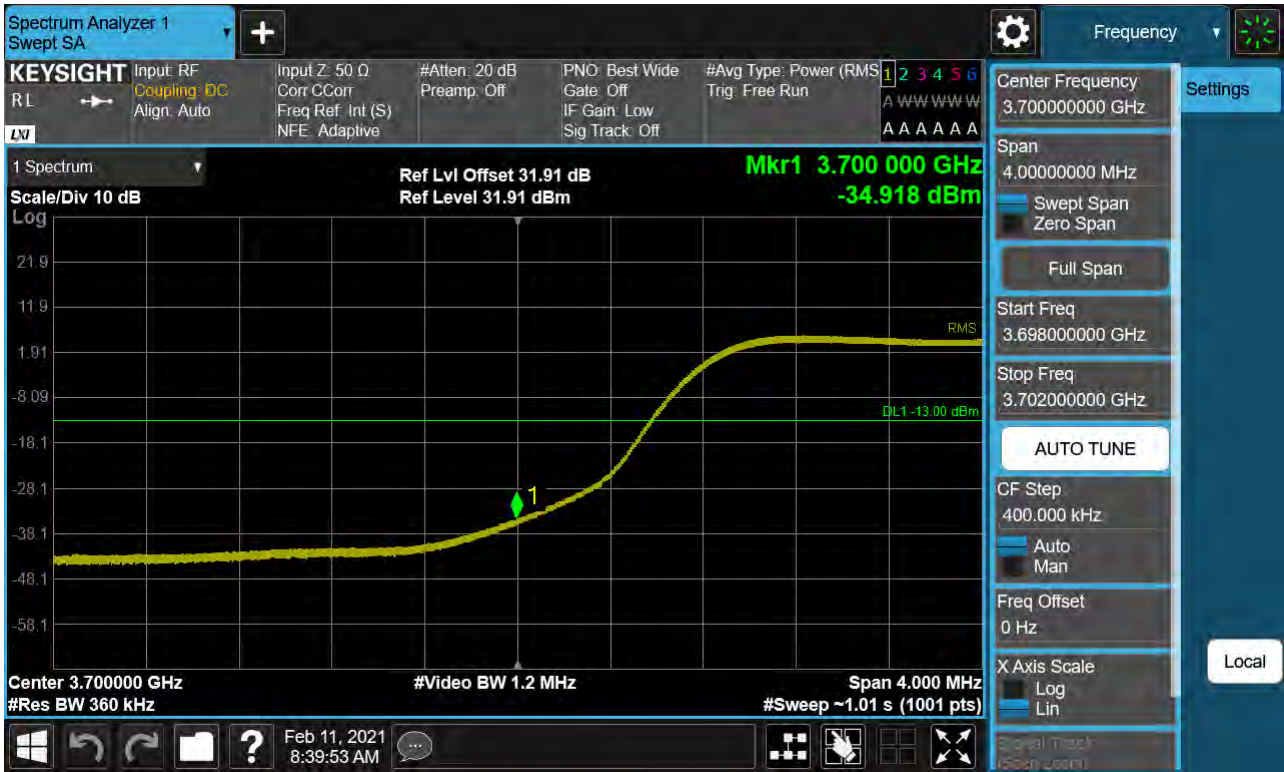 Spectrum Analyzer 1
Swept SA
+
Frequency
KEYSIGHT
RL
LXI
Input: RF
Coupling: DC
Align: Auto
Input Z: 50 Ω
Corr CCorr
Freq Ref: Int (S)
NFE: Adaptive
#Atten: 20 dB
Preamp: Off
PNO: Best Wide
Gate: Off
IF Gain: Low
Sig Track: Off
#Avg Type: Power (RMS
Trig: Free Run
1 2 3 4 5 6
A W W W W W
A A A A A A
1 Spectrum
Scale/Div 10 dB
Log
Ref Lvl Offset 31.91 dB
Ref Level 31.91 dBm
Mkr1 3.700 000 GHz
-34.918 dBm
21.9
11.9
1.91
-8.09
-18.1
-28.1
-38.1
-48.1
-58.1
RMS
DL1 -13.00 dBm
1
Center 3.700000 GHz
#Res BW 360 kHz
#Video BW 1.2 MHz
Span 4.000 MHz
#Sweep ~1.01 s (1001 pts)
Center Frequency
3.700000000 GHz
Span
4.00000000 MHz
Swept Span
Zero Span
Full Span
Start Freq
3.698000000 GHz
Stop Freq
3.702000000 GHz
AUTO TUNE
CF Step
400.000 kHz
Auto
Man
Freq Offset
0 Hz
X Axis Scale
Log
Lin
Signal Track
(Span Zoom)
Settings
Local
?
Feb 11, 2021
8:39:53 AM